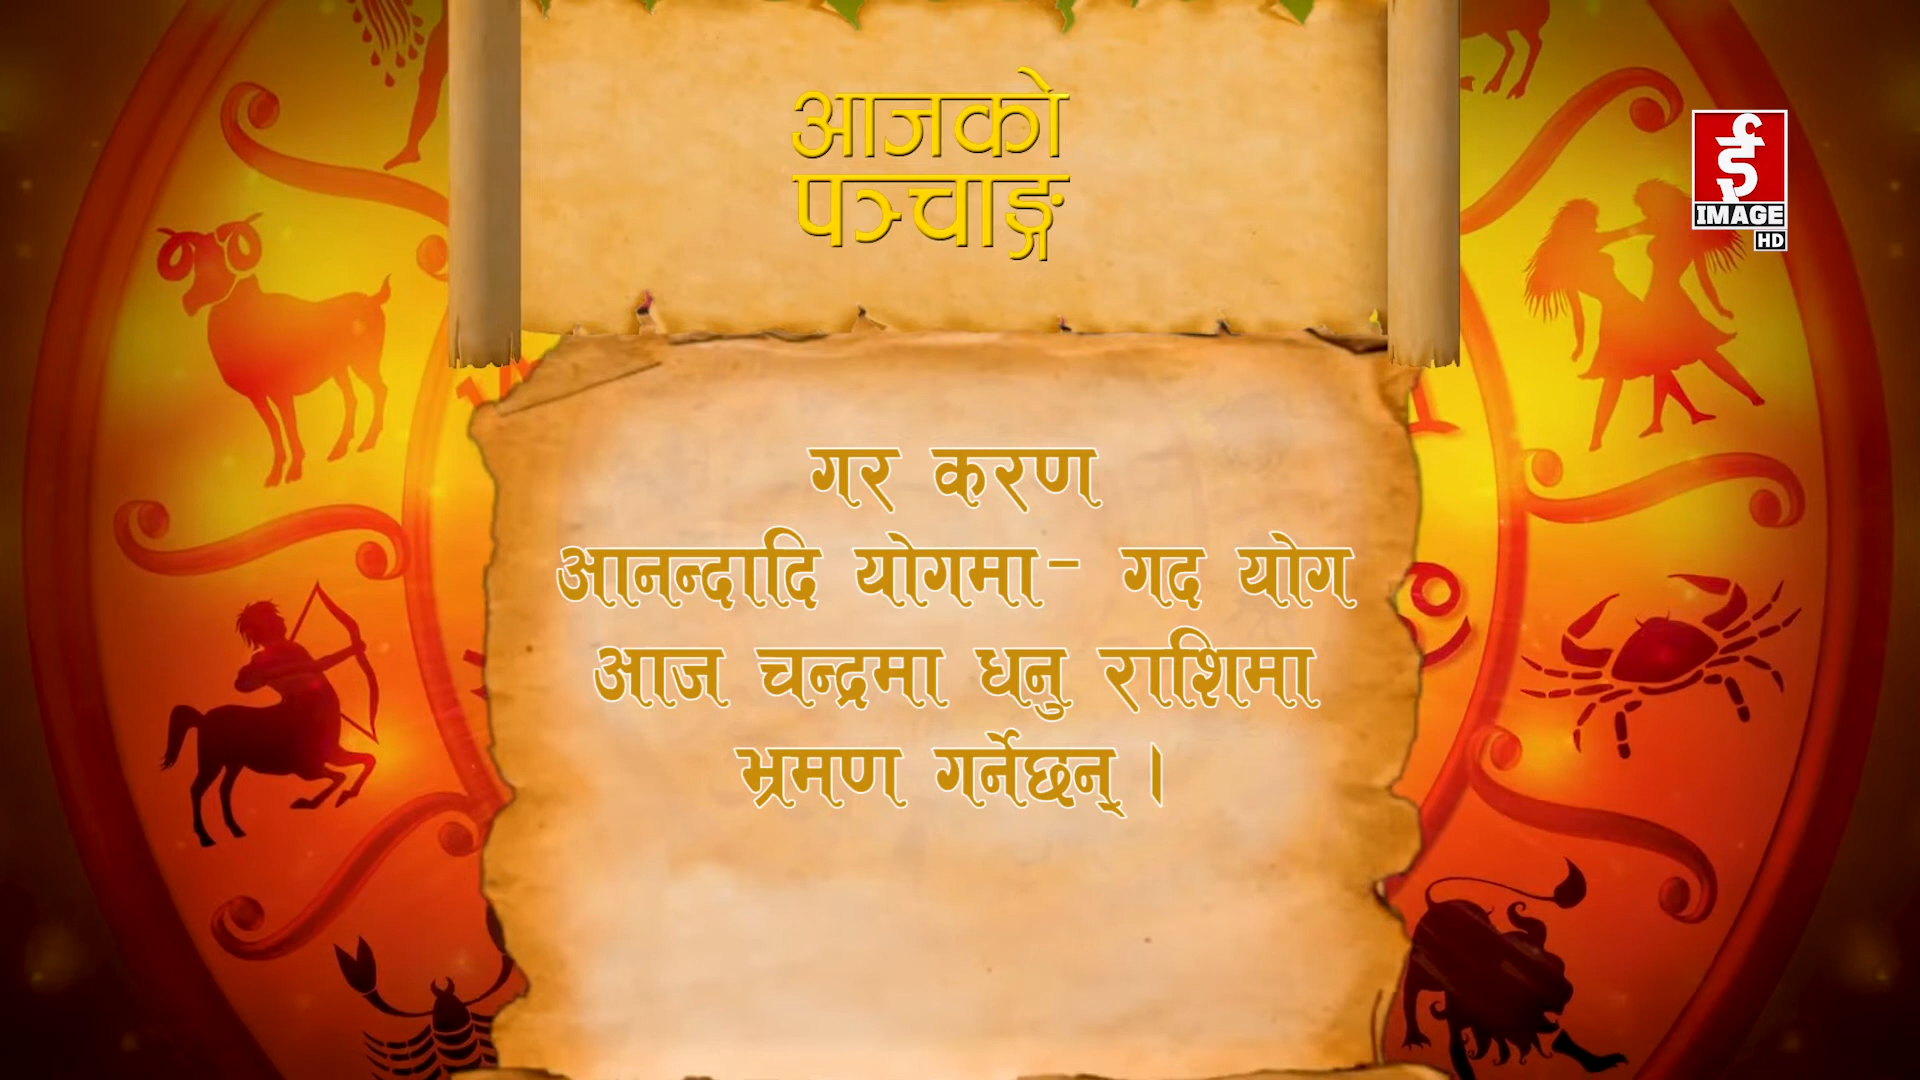 आजको
पञ्चाङ्ग
IMAGE
HD
गर करण
आनन्दादि योगमा- गद योग
आज चन्द्रमा धनु राशिमा
भ्रमण गर्नेछन् ।